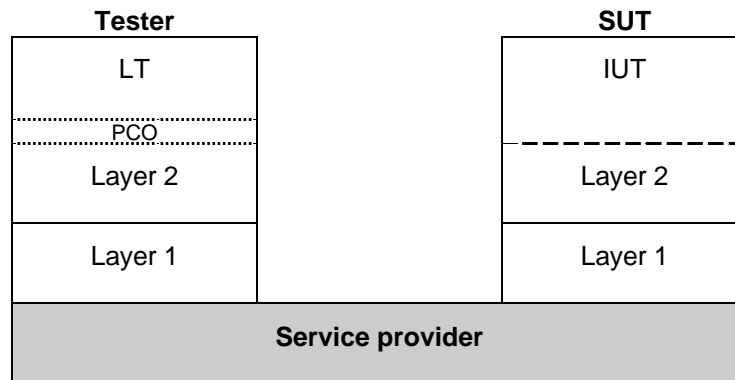 Tester
SUT
LT
IUT
PCO
Layer 2
Layer 2
Layer 1
Layer 1
Service provider